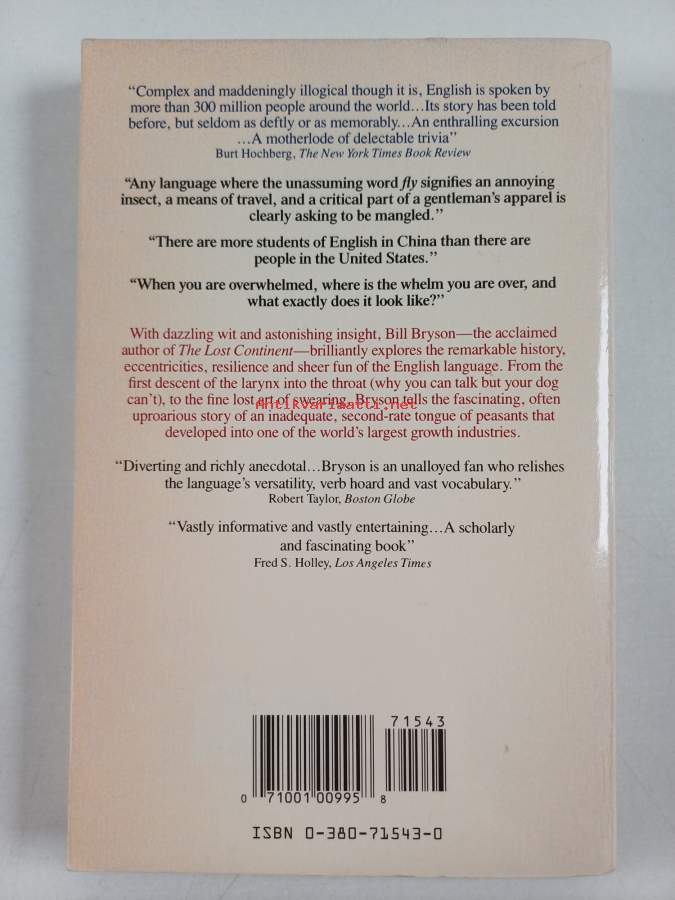 “Complex and maddeningly illogical though it is, English is spoken by
more than 300 million people around the world...Its story has been told
before, but seldom as deftly or as memorably...An enthralling excursion
...A motherlode of delectable trivia”
Burt Hochberg, The New York Times Book Review
“Any language where the unassuming word fly signifies an annoying
insect, a means of travel, and a critical part of a gentleman's apparel is
clearly asking to be mangled.”
“There are more students of English in China than there are
people in the United States.”
“When you are overwhelmed, where is the whelm you are over, and
what exactly does it look like?”
With dazzling wit and astonishing insight, Bill Bryson—the acclaimed
author of The Lost Continent—brilliantly explores the remarkable history,
eccentricities, resilience and sheer fun of the English language. From the
first descent of the larynx into the throat (why you can talk but your dog
can't), to the fine lost art of swearing, Bryson tells the fascinating, often
Antikvariaatti.net
uproarious story of an inadequate, second-rate tongue of peasants that
developed into one of the world's largest growth industries.
“Diverting and richly anecdotal...Bryson is an unalloyed fan who relishes
the language's versatility, verb hoard and vast vocabulary.”
Robert Taylor, Boston Globe
“Vastly informative and vastly entertaining...A scholarly
and fascinating book”
Fred S. Holley, Los Angeles Times
71543
0 71001 00995 8
ISBN 0-380-71543-0